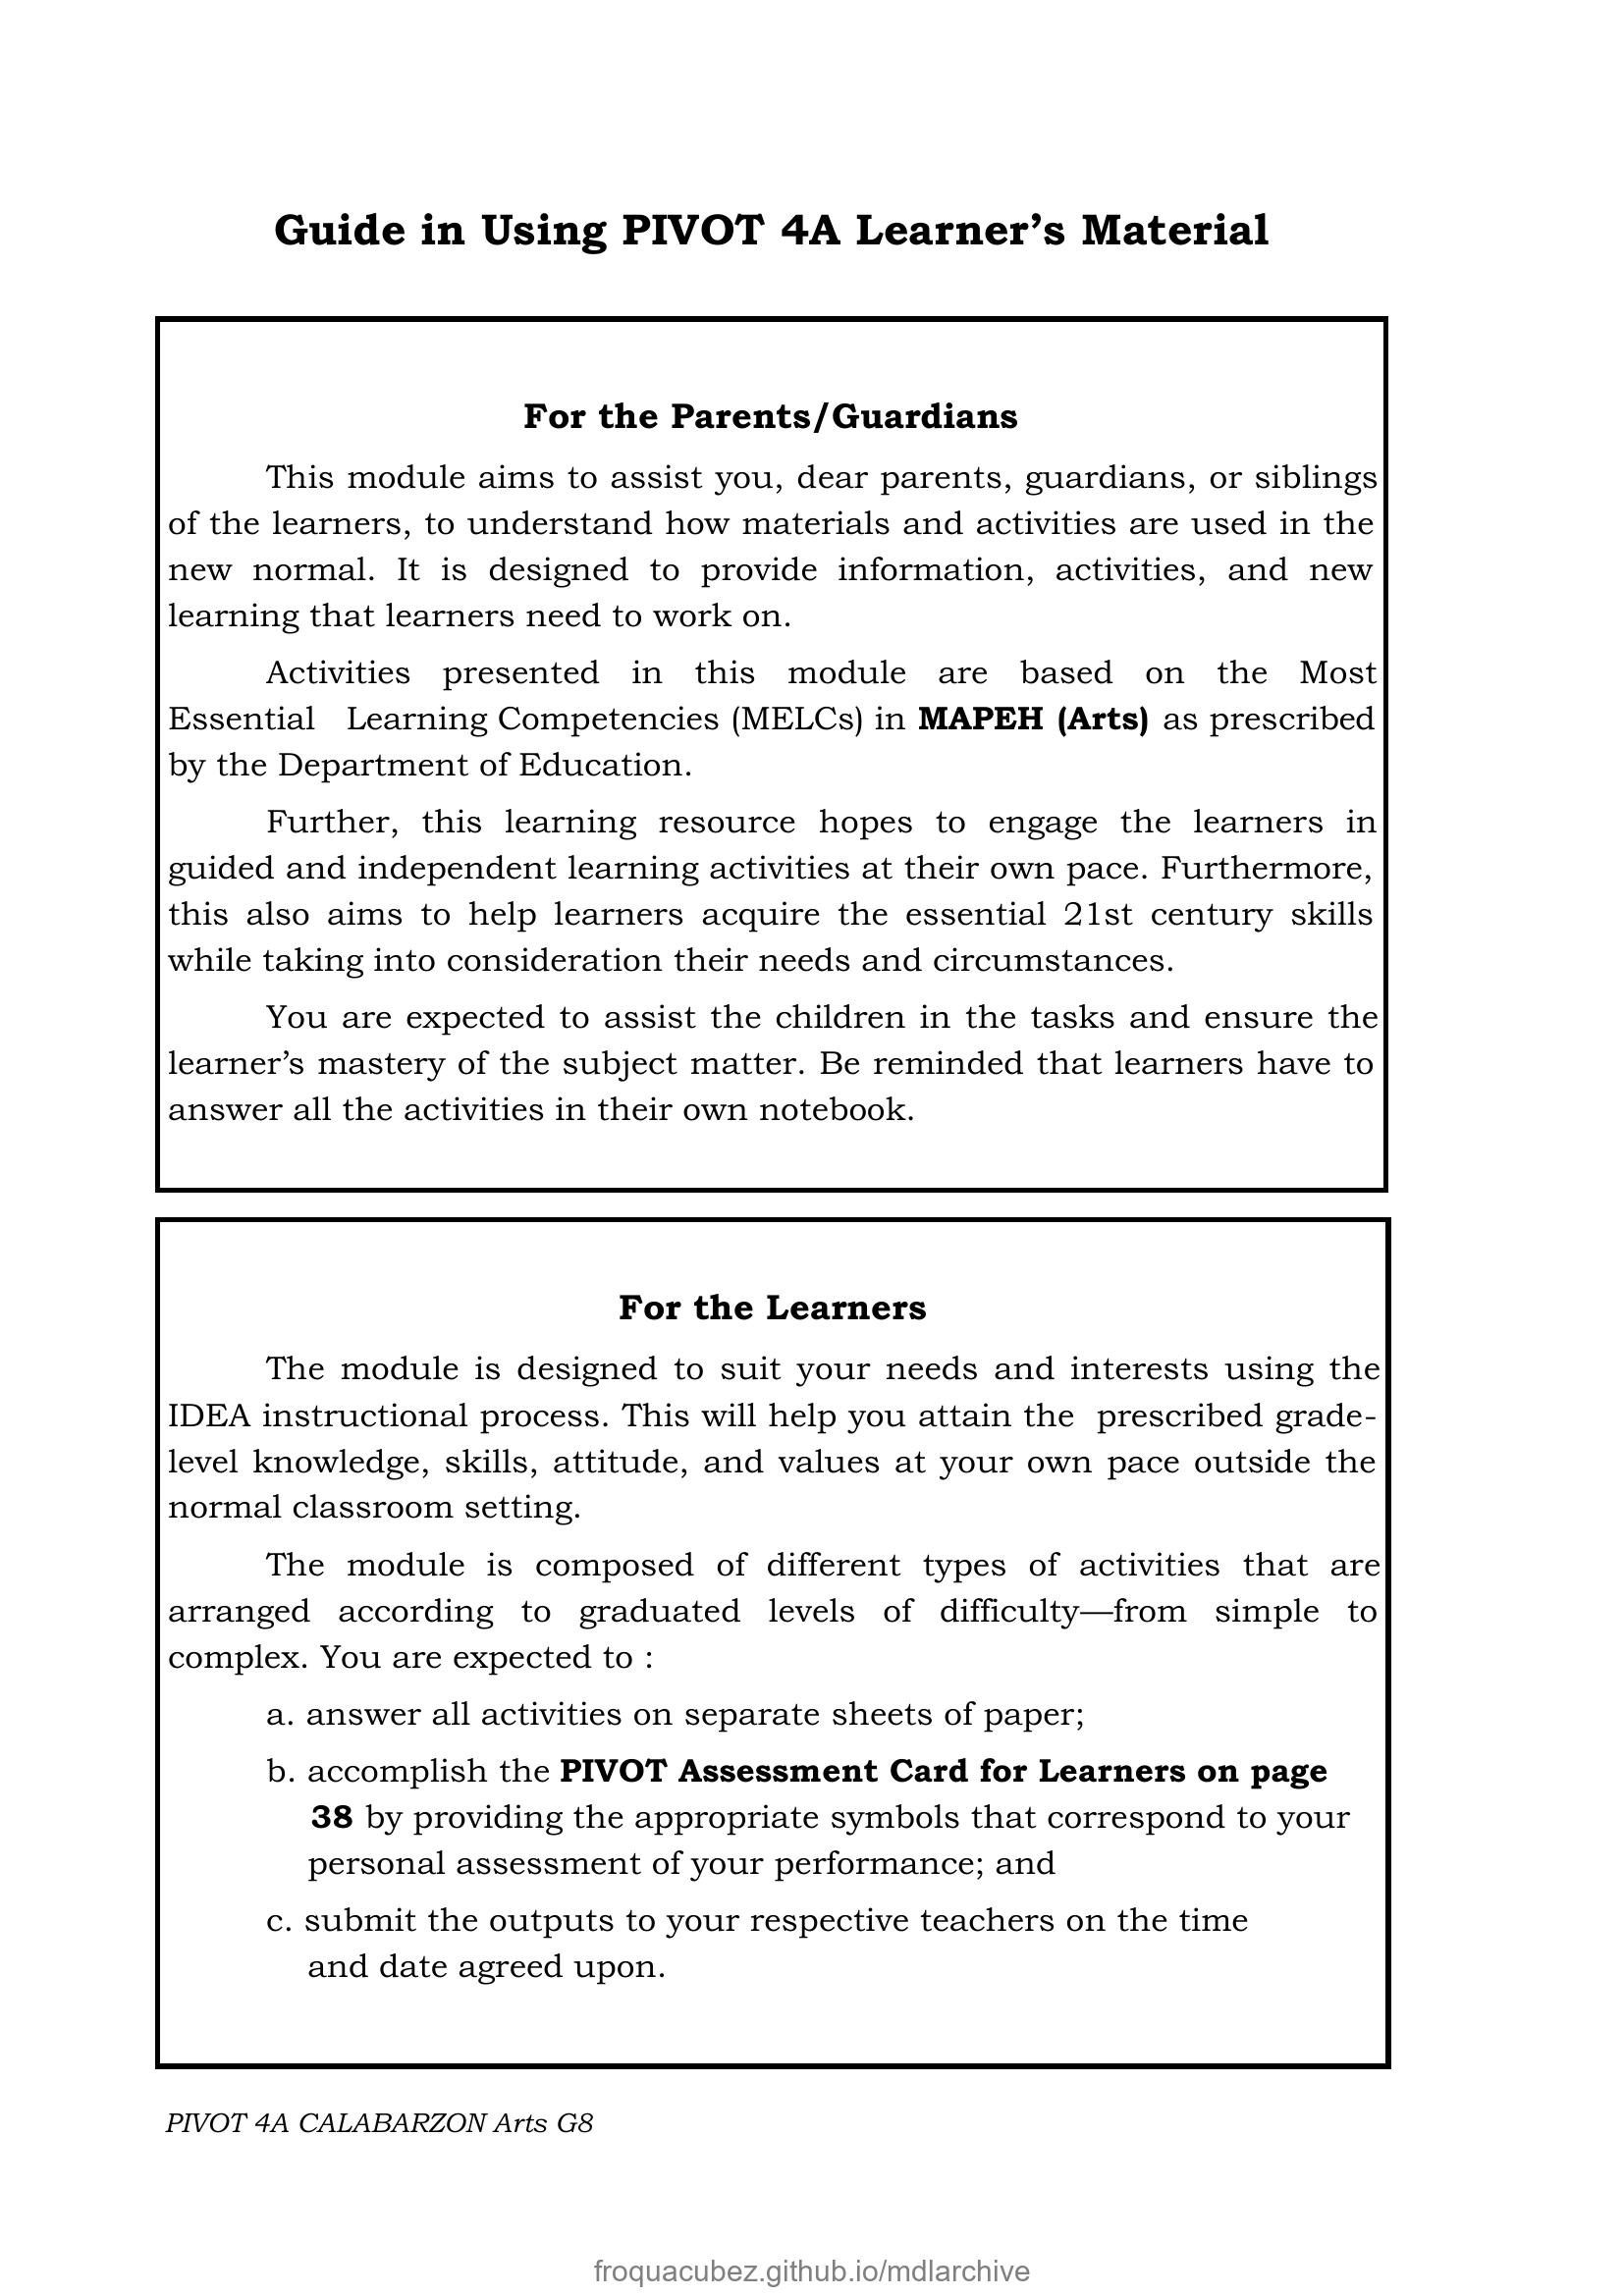 Guide in Using PIVOT 4A Learner’s Material
For the Parents/Guardians
This module aims to assist you, dear parents, guardians, or siblings
of the learners, to understand how materials and activities are used in the
new normal. It is designed to provide information, activities, and new
learning that learners need to work on.
Activities presented in this module are based on the Most
Essential Learning Competencies (MELCs) in MAPEH (Arts) as prescribed
by the Department of Education.
Further, this learning resource hopes to engage the learners in
guided and independent learning activities at their own pace. Furthermore,
this also aims to help learners acquire the essential 21st century skills
while taking into consideration their needs and circumstances.
You are expected to assist the children in the tasks and ensure the
learner’s mastery of the subject matter. Be reminded that learners have to
answer all the activities in their own notebook.
For the Learners
The module is designed to suit your needs and interests using the
IDEA instructional process. This will help you attain the prescribed grade-
level knowledge, skills, attitude, and values at your own pace outside the
normal classroom setting.
The module is composed of different types of activities that are
arranged according to graduated levels of difficulty—from simple to
complex. You are expected to :
a. answer all activities on separate sheets of paper;
b. accomplish the PIVOT Assessment Card for Learners on page
38 by providing the appropriate symbols that correspond to your
personal assessment of your performance; and
c. submit the outputs to your respective teachers on the time
and date agreed upon.
PIVOT 4A CALABARZON Arts G8
froquacubez.github.io/mdlarchive